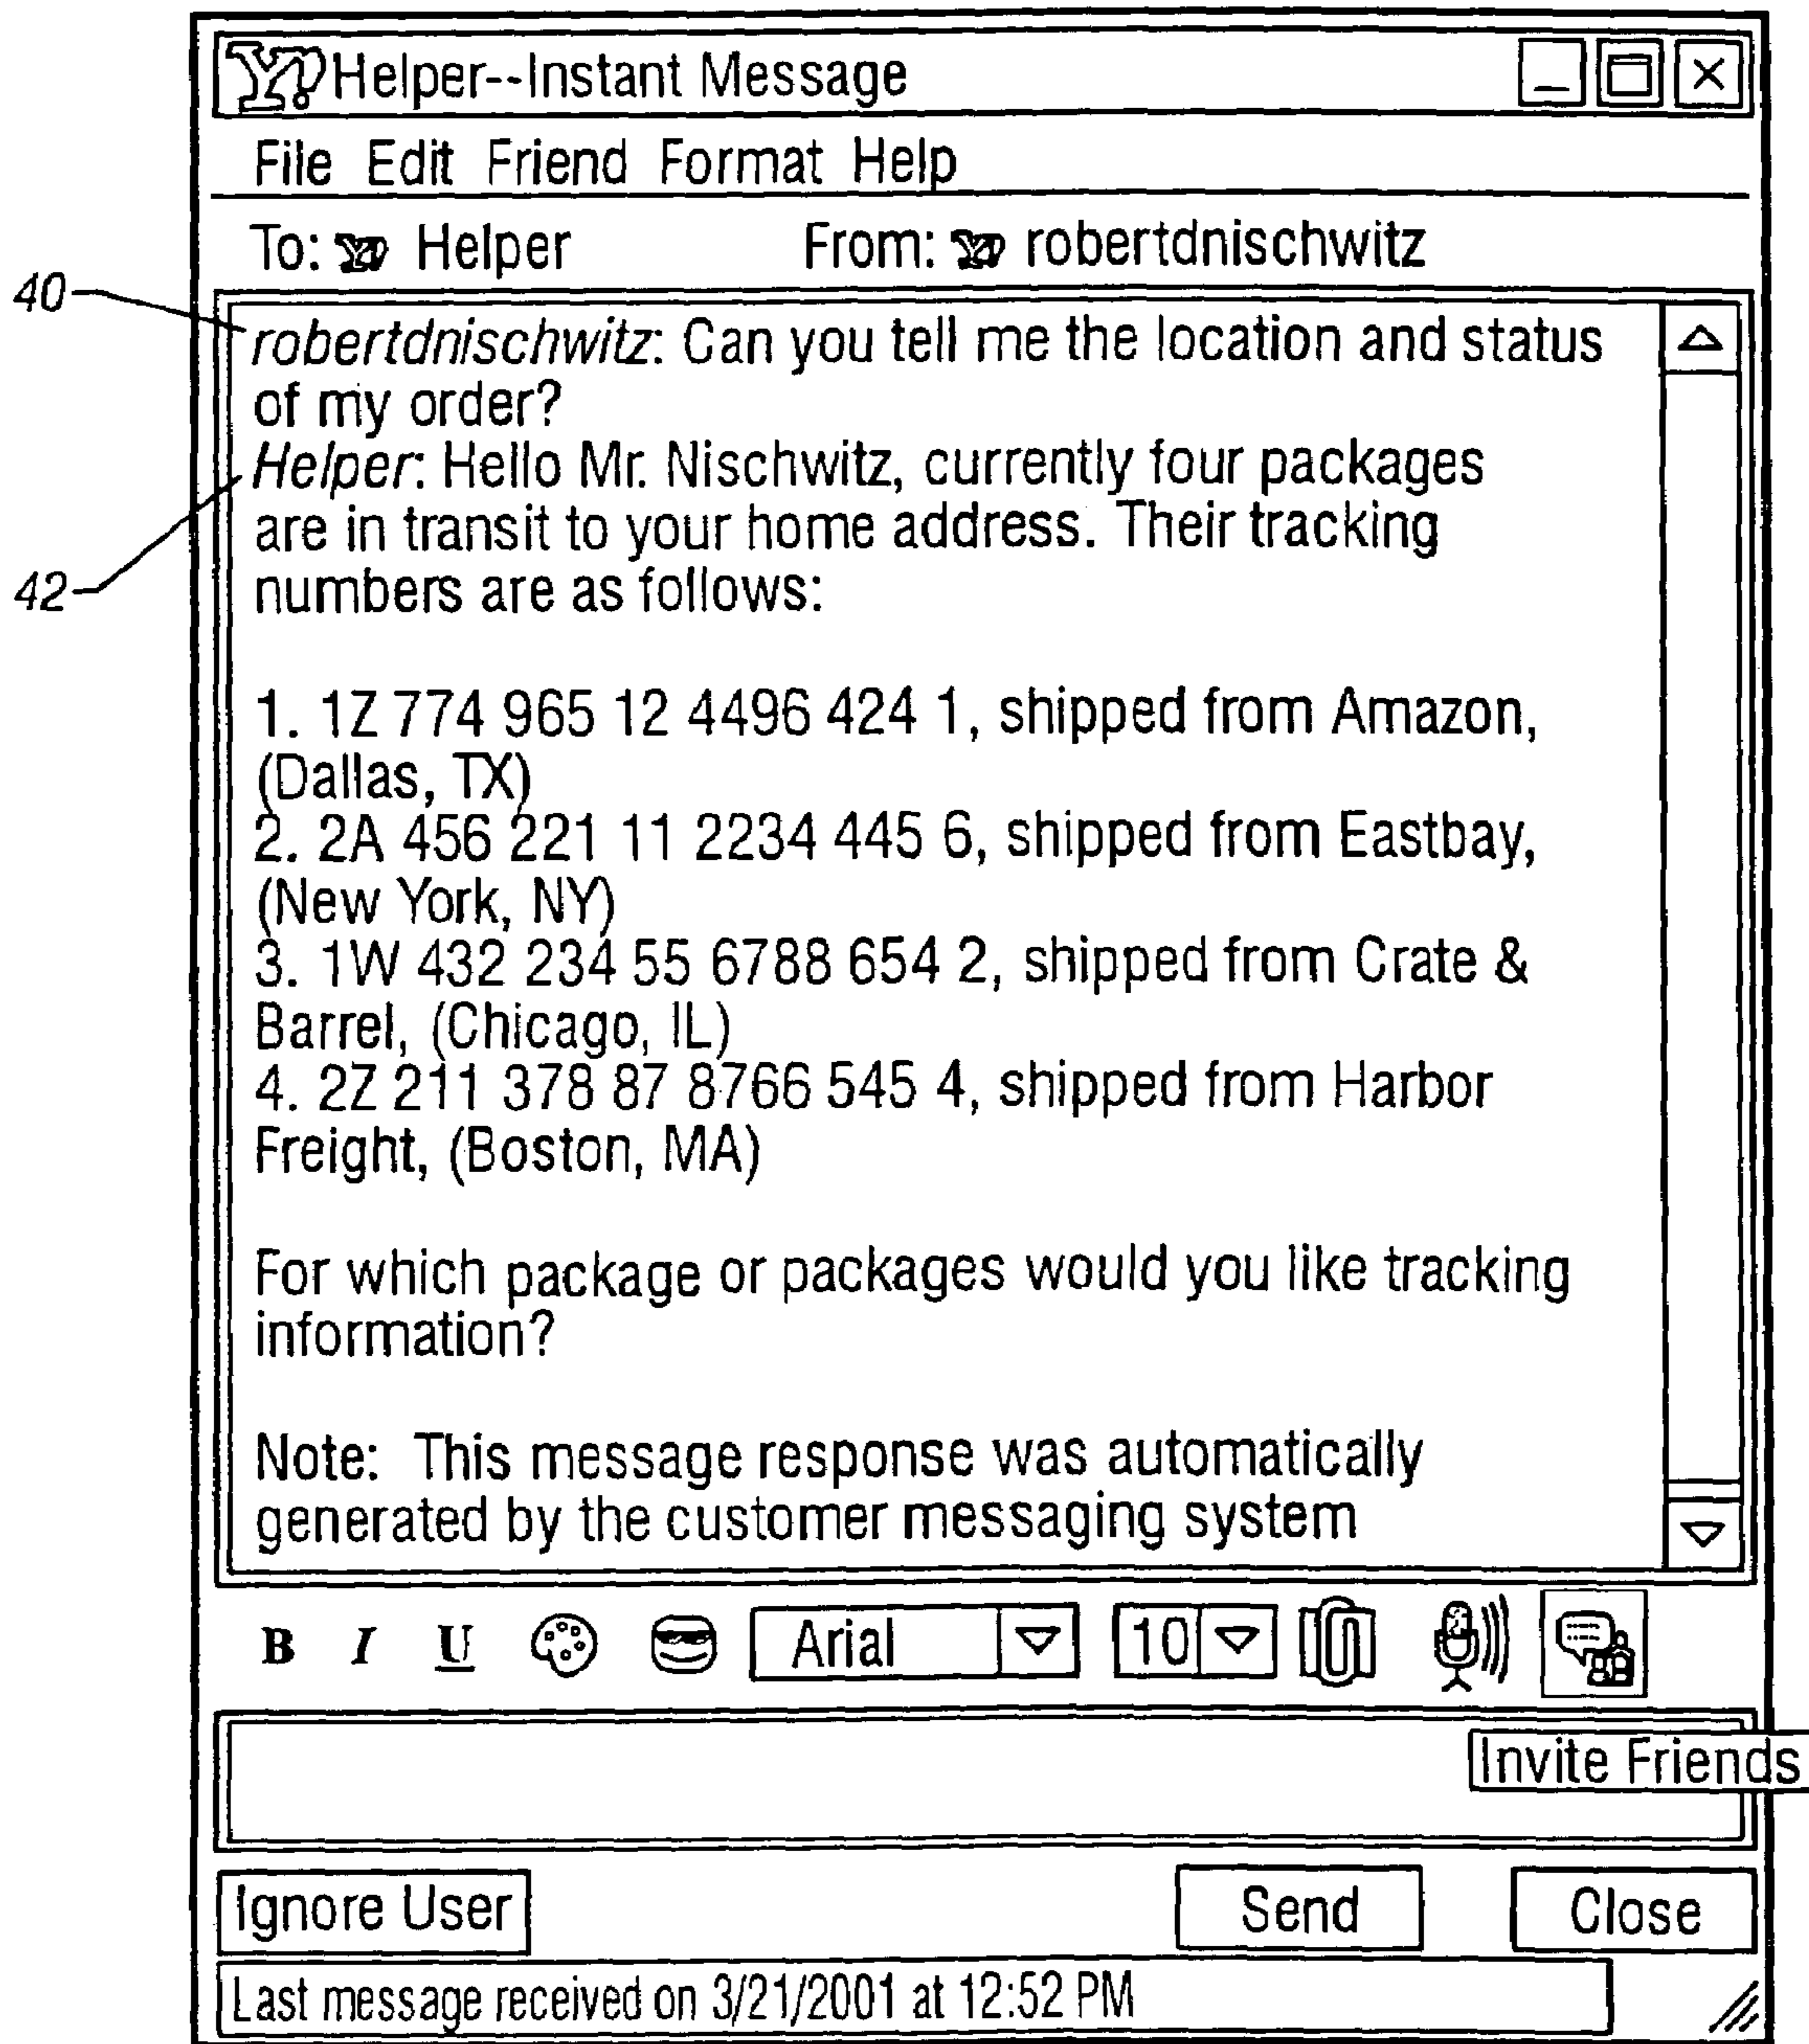 Y! Helper--Instant Message
File Edit Friend Format Help
To: Y! Helper From: Y! robertdnischwitz
40
robertdnischwitz: Can you tell me the location and status
of my order?
Helper: Hello Mr. Nischwitz, currently four packages
are in transit to your home address. Their tracking
numbers are as follows:
42
1. 1Z 774 965 12 4496 424 1, shipped from Amazon,
(Dallas, TX)
2. 2A 456 221 11 2234 445 6, shipped from Eastbay,
(New York, NY)
3. 1W 432 234 55 6788 654 2, shipped from Crate &
Barrel, (Chicago, IL)
4. 2Z 211 378 87 8766 545 4, shipped from Harbor
Freight, (Boston, MA)
For which package or packages would you like tracking
information?
Note: This message response was automatically
generated by the customer messaging system
B I U Arial 10
Invite Friends
Ignore User Send Close
Last message received on 3/21/2001 at 12:52 PM